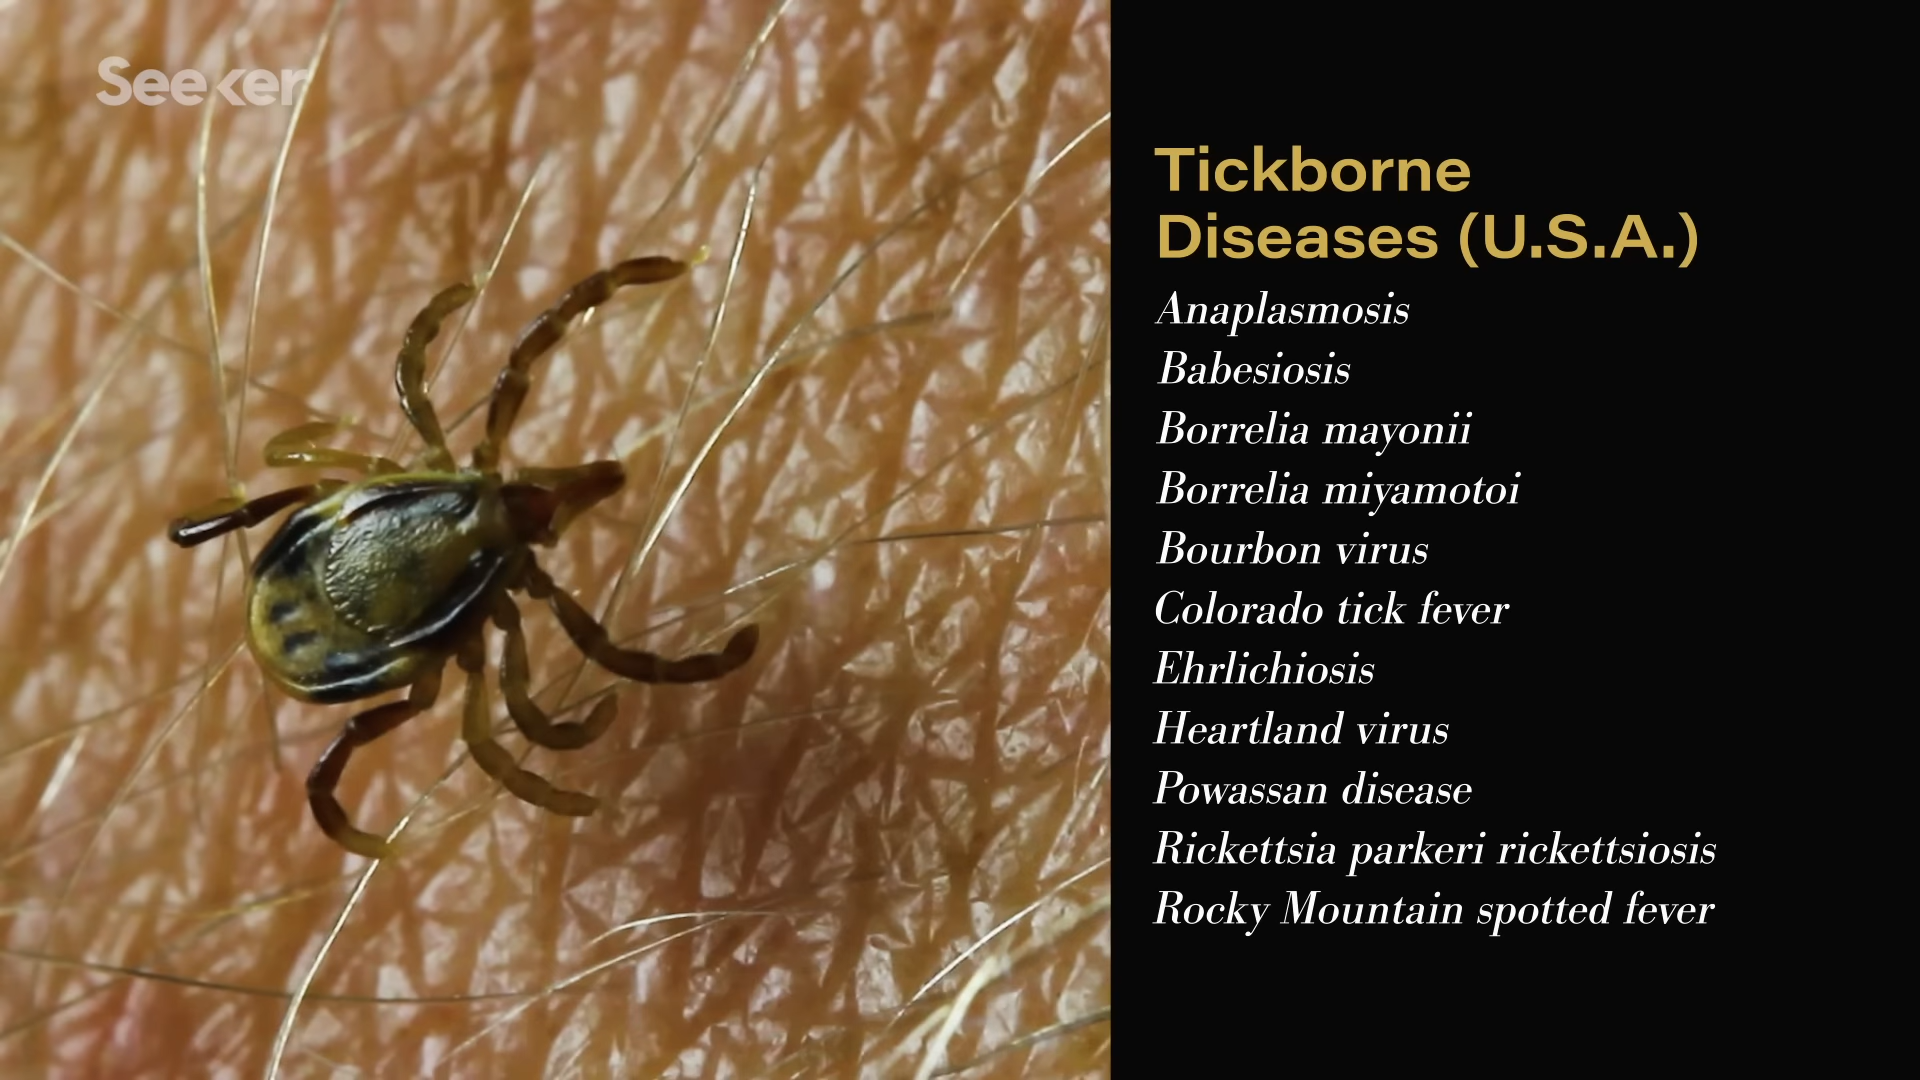 Seeker
Tickborne
Diseases (U.S.A.)
Anaplasmosis
Babesiosis
Borrelia mayonii
Borrelia miyamotoi
Bourbon virus
Colorado tick fever
Ehrlichiosis
Heartland virus
Powassan disease
Rickettsia parkeri rickettsiosis
Rocky Mountain spotted fever